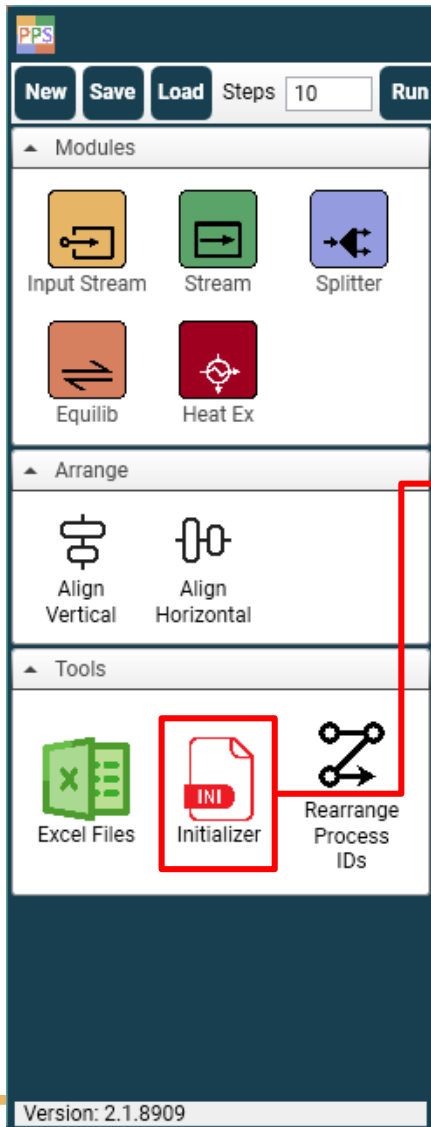 PPS
New Save Load Steps 10 Run
Modules
Input Stream Stream Splitter
Equilib Heat Ex
Arrange
Align Vertical
Align Horizontal
Tools
Excel Files
INI
Initializer
Rearrange
Process
IDs
Version: 2.1.8909